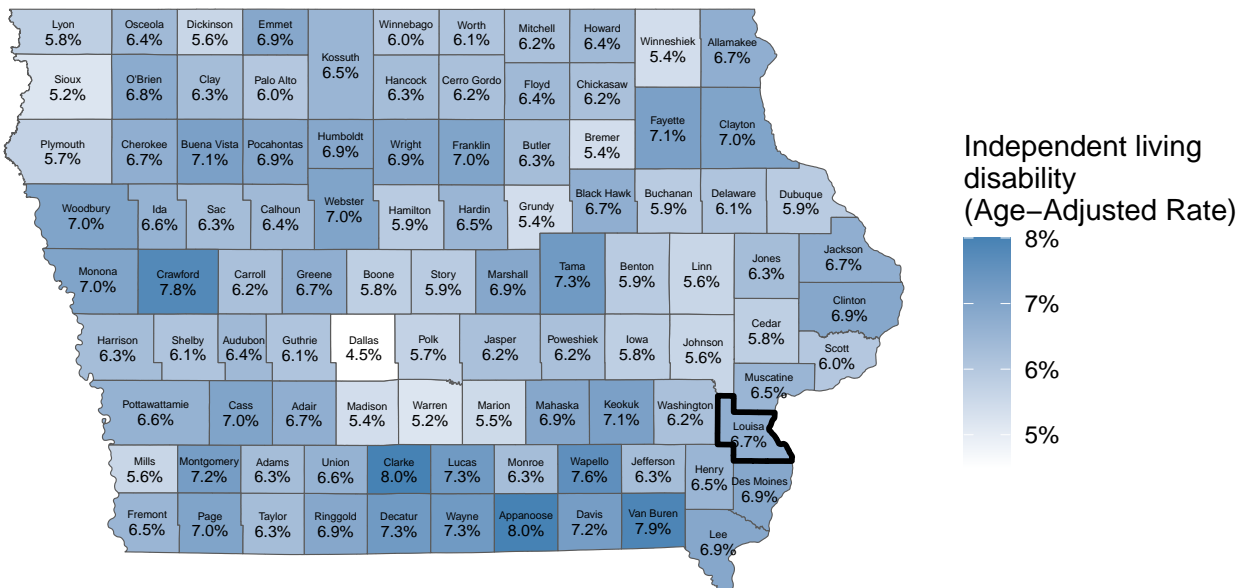 Lyon
5.8%
Osceola
6.4%
Dickinson
5.6%
Emmet
6.9%
Kossuth
6.5%
Winnebago
6.0%
Worth
6.1%
Mitchell
6.2%
Howard
6.4%
Winneshiek
5.4%
Allamakee
6.7%
Sioux
5.2%
O'Brien
6.8%
Clay
6.3%
Palo Alto
6.0%
Hancock
6.3%
Cerro Gordo
6.2%
Floyd
6.4%
Chickasaw
6.2%
Fayette
7.1%
Clayton
7.0%
Plymouth
5.7%
Cherokee
6.7%
Buena Vista
7.1%
Pocahontas
6.9%
Humboldt
6.9%
Wright
6.9%
Franklin
7.0%
Butler
6.3%
Bremer
5.4%
Woodbury
7.0%
Ida
6.6%
Sac
6.3%
Calhoun
6.4%
Webster
7.0%
Hamilton
5.9%
Hardin
6.5%
Grundy
5.4%
Black Hawk
6.7%
Buchanan
5.9%
Delaware
6.1%
Dubuque
5.9%
Monona
7.0%
Crawford
7.8%
Carroll
6.2%
Greene
6.7%
Boone
5.8%
Story
5.9%
Marshall
6.9%
Tama
7.3%
Benton
5.9%
Linn
5.6%
Jones
6.3%
Jackson
6.7%
Clinton
6.9%
Harrison
6.3%
Shelby
6.1%
Audubon
6.4%
Guthrie
6.1%
Dallas
4.5%
Polk
5.7%
Jasper
6.2%
Poweshiek
6.2%
Iowa
5.8%
Johnson
5.6%
Cedar
5.8%
Scott
6.0%
Muscatine
6.5%
Pottawattamie
6.6%
Cass
7.0%
Adair
6.7%
Madison
5.4%
Warren
5.2%
Marion
5.5%
Mahaska
6.9%
Keokuk
7.1%
Washington
6.2%
Louisa
6.7%
Mills
5.6%
Montgomery
7.2%
Adams
6.3%
Union
6.6%
Clarke
8.0%
Lucas
7.3%
Monroe
6.3%
Wapello
7.6%
Jefferson
6.3%
Henry
6.5%
Des Moines
6.9%
Fremont
6.5%
Page
7.0%
Taylor
6.3%
Ringgold
6.9%
Decatur
7.3%
Wayne
7.3%
Appanoose
8.0%
Davis
7.2%
Van Buren
7.9%
Lee
6.9%
Independent living
disability
(Age−Adjusted Rate)
8%
7%
6%
5%